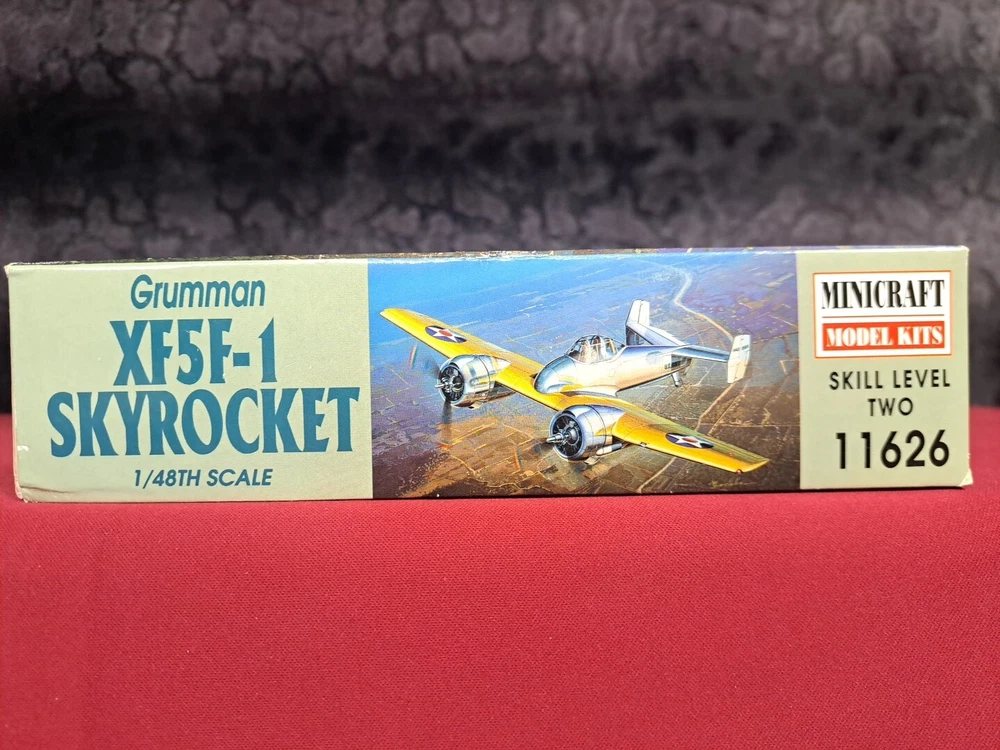 Grumman
XF5F-1
SKYROCKET
1/48TH SCALE
MINICRAFT
MODEL KITS
SKILL LEVEL
TWO
11626